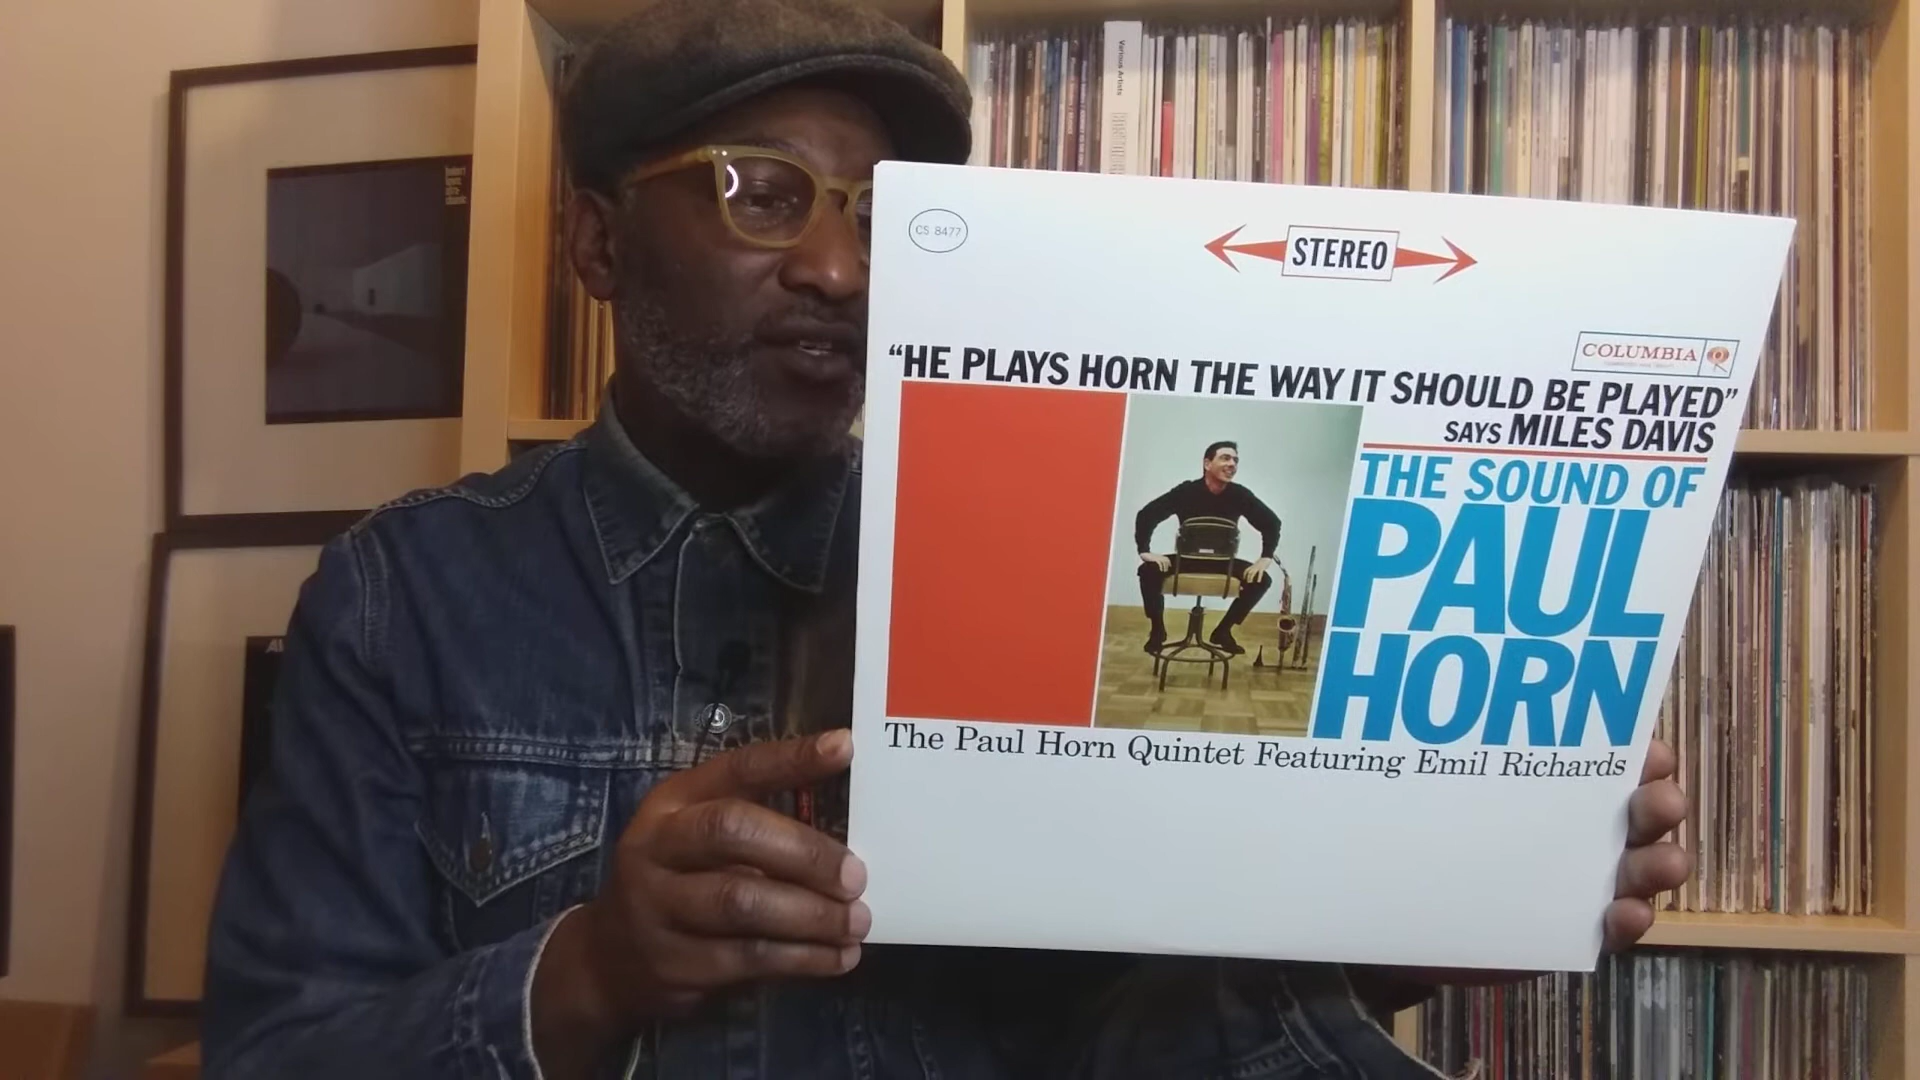 Various Artists
CS 8477
STEREO
COLUMBIA
“HE PLAYS HORN THE WAY IT SHOULD BE PLAYED”
SAYS MILES DAVIS
THE SOUND OF
PAUL
HORN
The Paul Horn Quintet Featuring Emil Richards